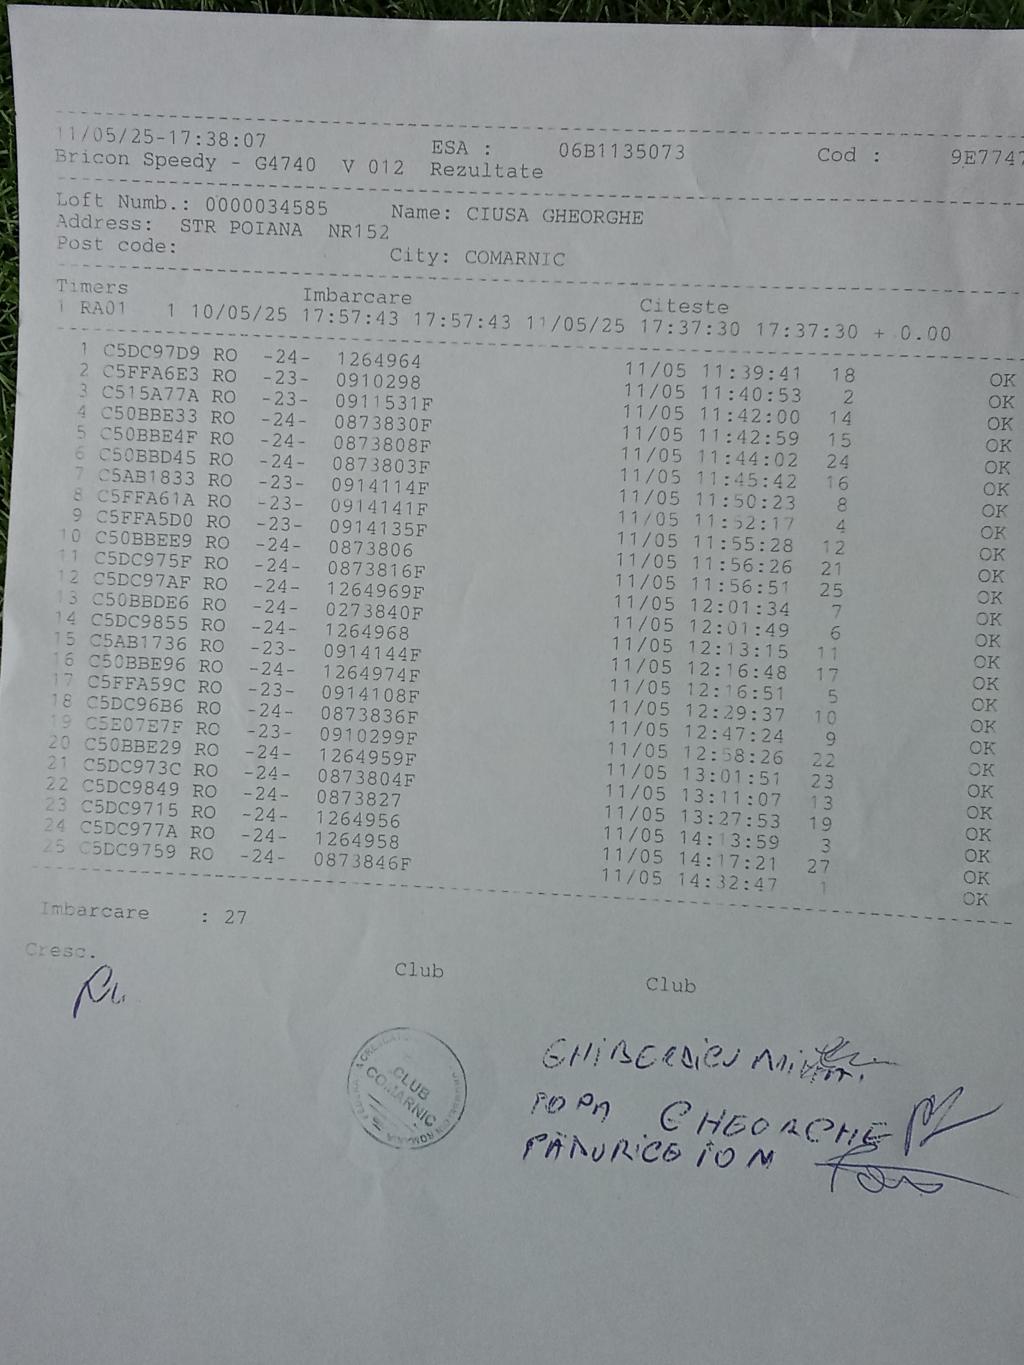 11/05/25-17:38:07 ESA : 06B1135073 Cod : 9E7747
Bricon Speedy - G4740 V 012 Rezultate
Loft Numb.: 0000034585 Name: CIUSA GHEORGHE
Address: STR POIANA NR152
Post code: City: COMARNIC
Timers Imbarcare Citeste
1 RA01 1 10/05/25 17:57:43 17:57:43 11/05/25 17:37:30 17:37:30 + 0.00
1 C5DC97D9 RO -24- 1264964 11/05 11:39:41 18 OK
2 C5FFA6E3 RO -23- 0910298 11/05 11:40:53 2 OK
3 C515A77A RO -23- 0911531F 11/05 11:42:00 14 OK
4 C50BBE33 RO -24- 0873830F 11/05 11:42:59 15 OK
5 C50BBE4F RO -24- 0873808F 11/05 11:44:02 24 OK
6 C50BBD45 RO -24- 0873803F 11/05 11:45:42 16 OK
7 C5AB1833 RO -23- 0914114F 11/05 11:50:23 8 OK
8 C5FFA61A RO -23- 0914141F 11/05 11:52:17 4 OK
9 C5FFA5D0 RO -23- 0914135F 11/05 11:55:28 12 OK
10 C50BBEE9 RO -24- 0873806 11/05 11:56:26 21 OK
11 C5DC975F RO -24- 0873816F 11/05 11:56:51 25 OK
12 C5DC97AF RO -24- 1264969F 11/05 12:01:34 7 OK
13 C50BBDE6 RO -24- 0273840F 11/05 12:01:49 6 OK
14 C5DC9855 RO -24- 1264968 11/05 12:13:15 11 OK
15 C5AB1736 RO -23- 0914144F 11/05 12:16:48 17 OK
16 C50BBE96 RO -24- 1264974F 11/05 12:16:51 5 OK
17 C5FFA59C RO -23- 0914108F 11/05 12:29:37 10 OK
18 C5DC96B6 RO -24- 0873836F 11/05 12:47:24 9 OK
19 C5E07E7F RO -23- 0910299F 11/05 12:58:26 22 OK
20 C50BBE29 RO -24- 1264959F 11/05 13:01:51 23 OK
21 C5DC973C RO -24- 0873804F 11/05 13:11:07 13 OK
22 C5DC9849 RO -24- 0873827 11/05 13:27:53 19 OK
23 C5DC9715 RO -24- 1264956 11/05 14:13:59 3 OK
24 C5DC977A RO -24- 1264958 11/05 14:17:21 27 OK
25 C5DC9759 RO -24- 0873846F 11/05 14:32:47 1 OK
Imbarcare : 27
Cresc. Club Club
CLUB
COMARNIC
GHEORGHE
PADURICE ION